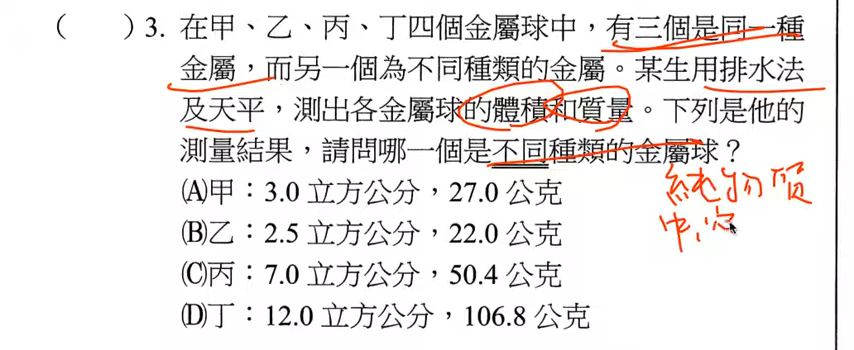 (　　)3. 在甲、乙、丙、丁四個金屬球中，有三個是同一種
金屬，而另一個為不同種類的金屬。某生用排水法
及天平，測出各金屬球的體積和質量。下列是他的
測量結果，請問哪一個是不同種類的金屬球？
(A)甲：3.0 立方公分，27.0 公克
(B)乙：2.5 立方公分，22.0 公克
(C)丙：7.0 立方公分，50.4 公克
(D)丁：12.0 立方公分，106.8 公克
純物質